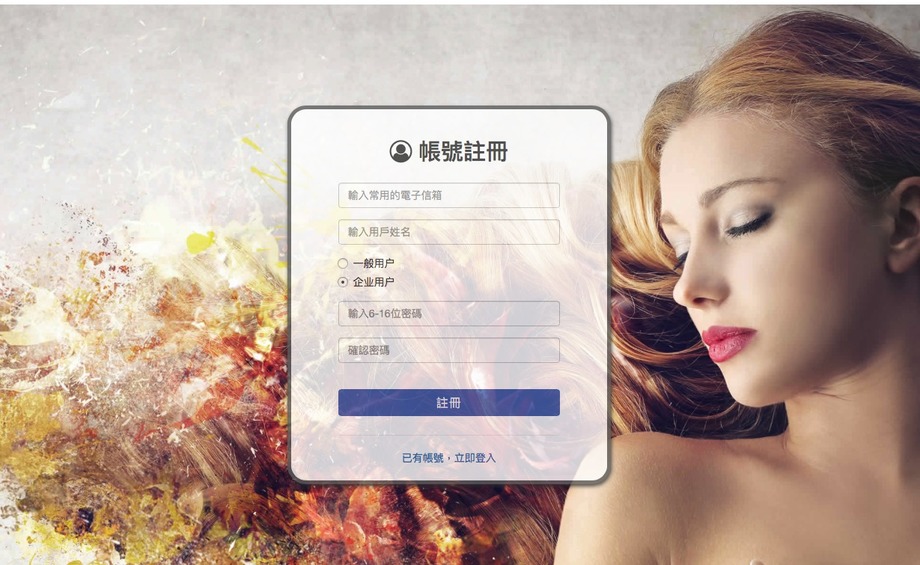 帳號註冊
輸入常用的電子信箱
輸入用戶姓名
一般用户
企业用户
輸入6-16位密碼
確認密碼
註冊
已有帳號，立即登入